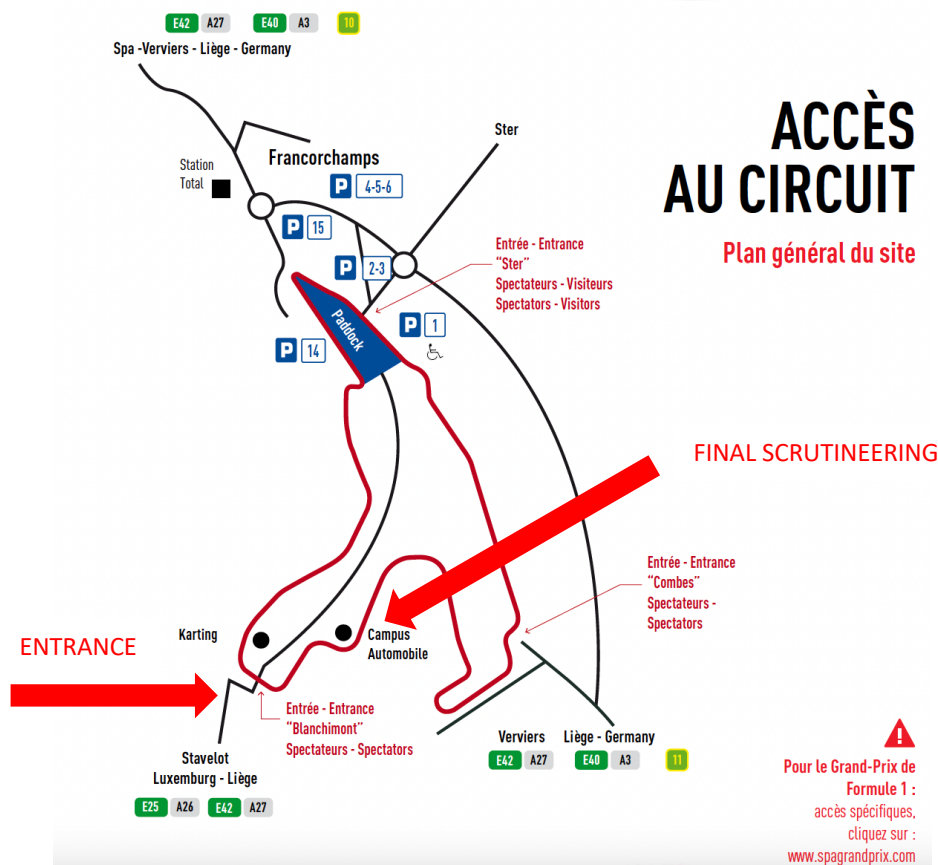 E42 A27 E40 A3 10
Spa -Verviers - Liège - Germany
ACCÈS
AU CIRCUIT
Plan général du site
Ster
Station
Total
Francorchamps
P 4-5-6
P 15
P 2-3
Entrée - Entrance
“Ster”
Spectateurs - Visiteurs
Spectators - Visitors
Paddock
P 1
P 14
FINAL SCRUTINEERING
Entrée - Entrance
“Combes”
Spectateurs -
Spectators
Karting
Campus
Automobile
ENTRANCE
Entrée - Entrance
“Blanchimont”
Spectateurs - Spectators
Stavelot
Luxemburg - Liège
E25 A26 E42 A27
Verviers
E42 A27
Liège - Germany
E40 A3 11
!
Pour le Grand-Prix de
Formule 1 :
accès spécifiques,
cliquez sur :
www.spagrandprix.com